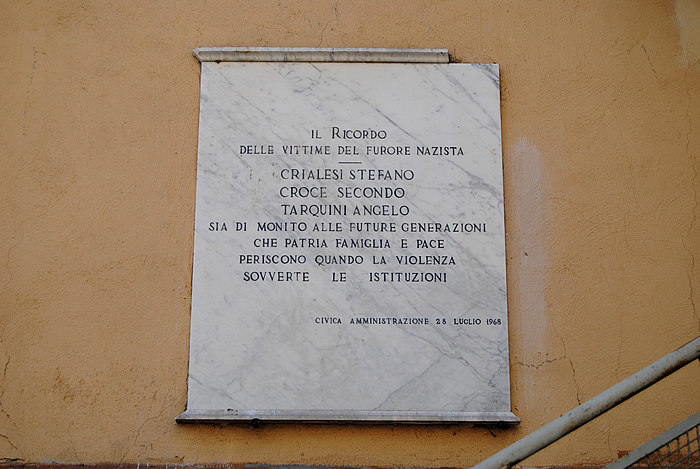 IL RICORDO
DELLE VITTIME DEL FURORE NAZISTA
CRIALESI STEFANO
CROCE SECONDO
TARQUINI ANGELO
SIA DI MONITO ALLE FUTURE GENERAZIONI
CHE PATRIA FAMIGLIA E PACE
PERISCONO QUANDO LA VIOLENZA
SOVVERTE LE ISTITUZIONI
CIVICA AMMINISTRAZIONE 28 LUGLIO 1968